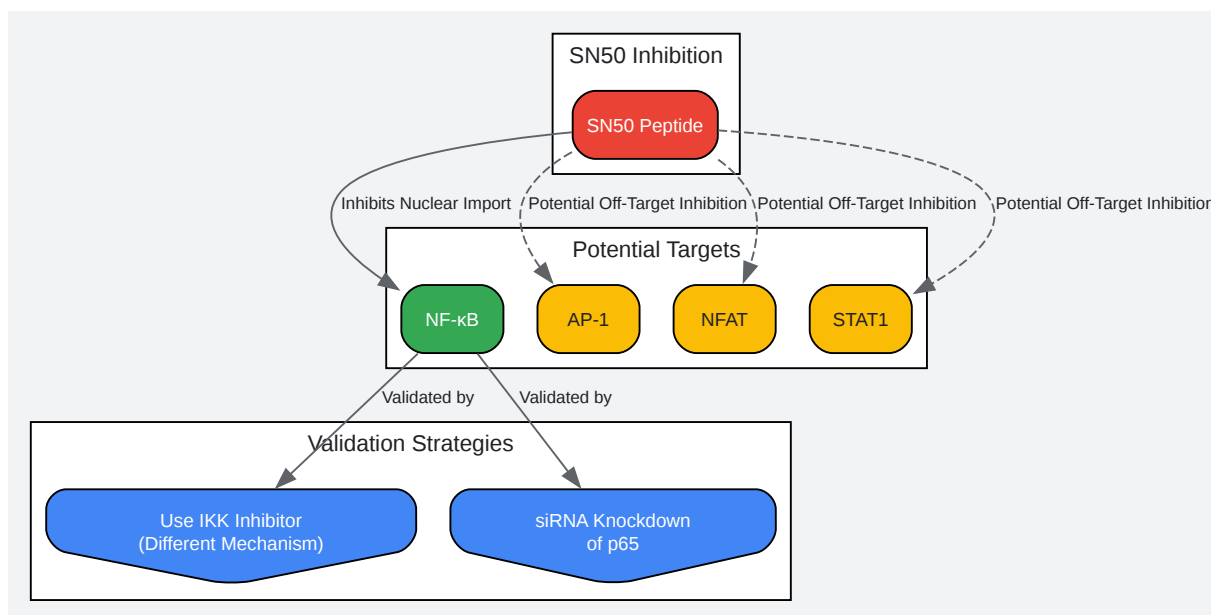 SN50 Inhibition
SN50 Peptide
Inhibits Nuclear Import
Potential Off-Target Inhibition
Potential Off-Target Inhibition
Potential Off-Target Inhibition
Potential Targets
NF-κB
AP-1
NFAT
STAT1
Validated by
Validated by
Validation Strategies
Use IKK Inhibitor
(Different Mechanism)
siRNA Knockdown
of p65